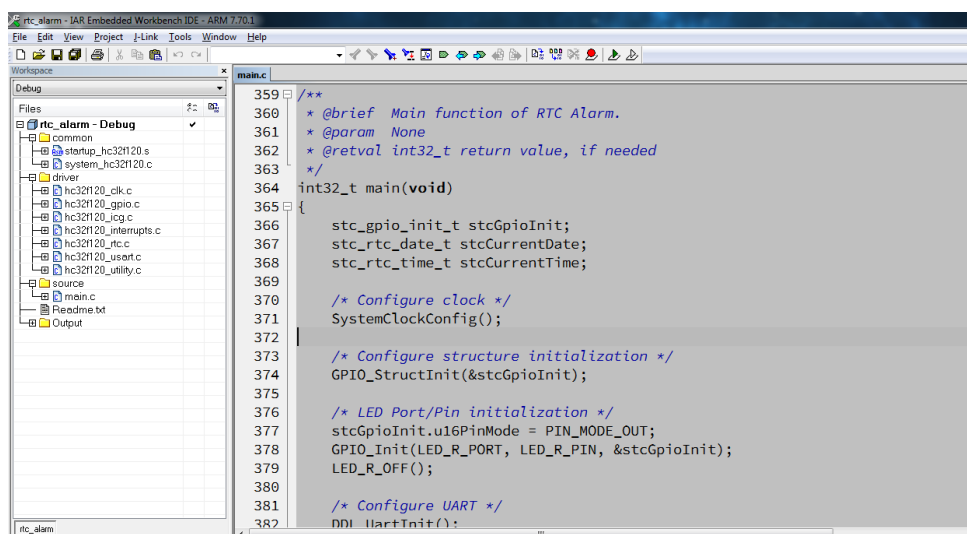 rtc_alarm - IAR Embedded Workbench IDE - ARM 7.70.1
File Edit View Project J-Link Tools Window Help
Workspace
main.c
Debug
Files
rtc_alarm - Debug
common
startup_hc32f120.s
system_hc32f120.c
driver
hc32f120_clk.c
hc32f120_gpio.c
hc32f120_icg.c
hc32f120_interrupts.c
hc32f120_rtc.c
hc32f120_usart.c
hc32f120_utility.c
source
main.c
Readme.txt
Output
rtc_alarm
359 /**
360 * @brief Main function of RTC Alarm.
361 * @param None
362 * @retval int32_t return value, if needed
363 */
364 int32_t main(void)
365 {
366 stc_gpio_init_t stcGpioInit;
367 stc_rtc_date_t stcCurrentDate;
368 stc_rtc_time_t stcCurrentTime;
369
370 /* Configure clock */
371 SystemClockConfig();
372
373 /* Configure structure initialization */
374 GPIO_StructInit(&stcGpioInit);
375
376 /* LED Port/Pin initialization */
377 stcGpioInit.u16PinMode = PIN_MODE_OUT;
378 GPIO_Init(LED_R_PORT, LED_R_PIN, &stcGpioInit);
379 LED_R_OFF();
380
381 /* Configure UART */
382 DDL_UartInit();